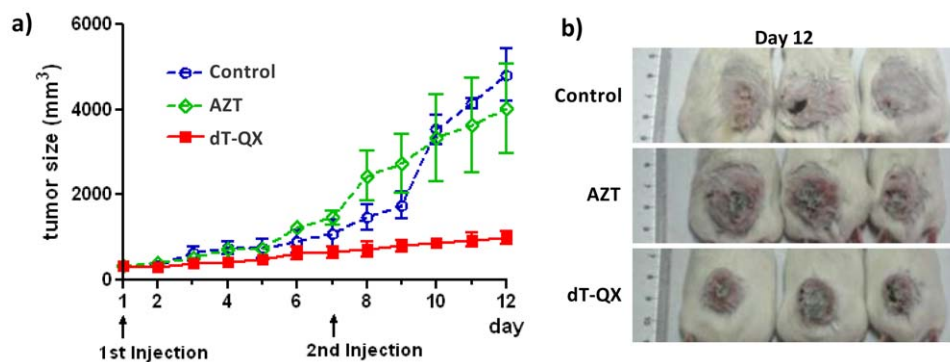 a)
tumor size (mm³)
6000
4000
2000
0
Control
AZT
dT-QX
1 2 4 6 8 10 12
day
1st Injection
2nd Injection
b)
Day 12
Control
AZT
dT-QX